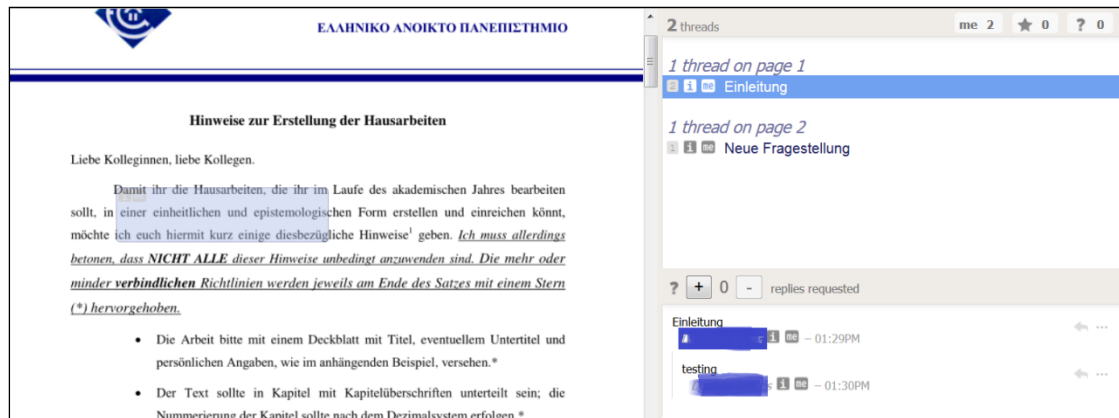 ΕΛΛΗΝΙΚΟ ΑΝΟΙΚΤΟ ΠΑΝΕΠΙΣΤΗΜΙΟ
Hinweise zur Erstellung der Hausarbeiten
Liebe Kolleginnen, liebe Kollegen.
Damit ihr die Hausarbeiten, die ihr im Laufe des akademischen Jahres bearbeiten
sollt, in einer einheitlichen und epistemologischen Form erstellen und einreichen könnt,
möchte ich euch hiermit kurz einige diesbezügliche Hinweise¹ geben. Ich muss allerdings
betonen, dass NICHT ALLE dieser Hinweise unbedingt anzuwenden sind. Die mehr oder
minder verbindlichen Richtlinien werden jeweils am Ende des Satzes mit einem Stern
(*) hervorgehoben.
• Die Arbeit bitte mit einem Deckblatt mit Titel, eventuellem Untertitel und
persönlichen Angaben, wie im anhängenden Beispiel, versehen.*
• Der Text sollte in Kapitel mit Kapitelüberschriften unterteilt sein; die
Nummerierung der Kapitel sollte nach dem Dezimalsystem erfolgen.*
2 threads me 2 ★ 0 ? 0
1 thread on page 1
2 i me Einleitung
1 thread on page 2
1 i me Neue Fragestellung
? + 0 - replies requested
Einleitung
i me – 01:29PM
testing
s i me – 01:30PM